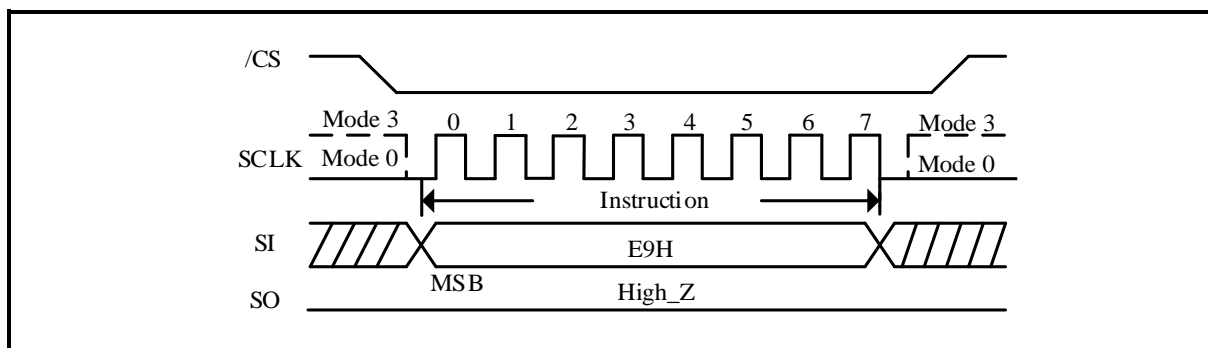 /CS
Mode 3 0 1 2 3 4 5 6 7 Mode 3
SCLK Mode 0 Mode 0
Instruction
SI E9H
MSB
SO High_Z